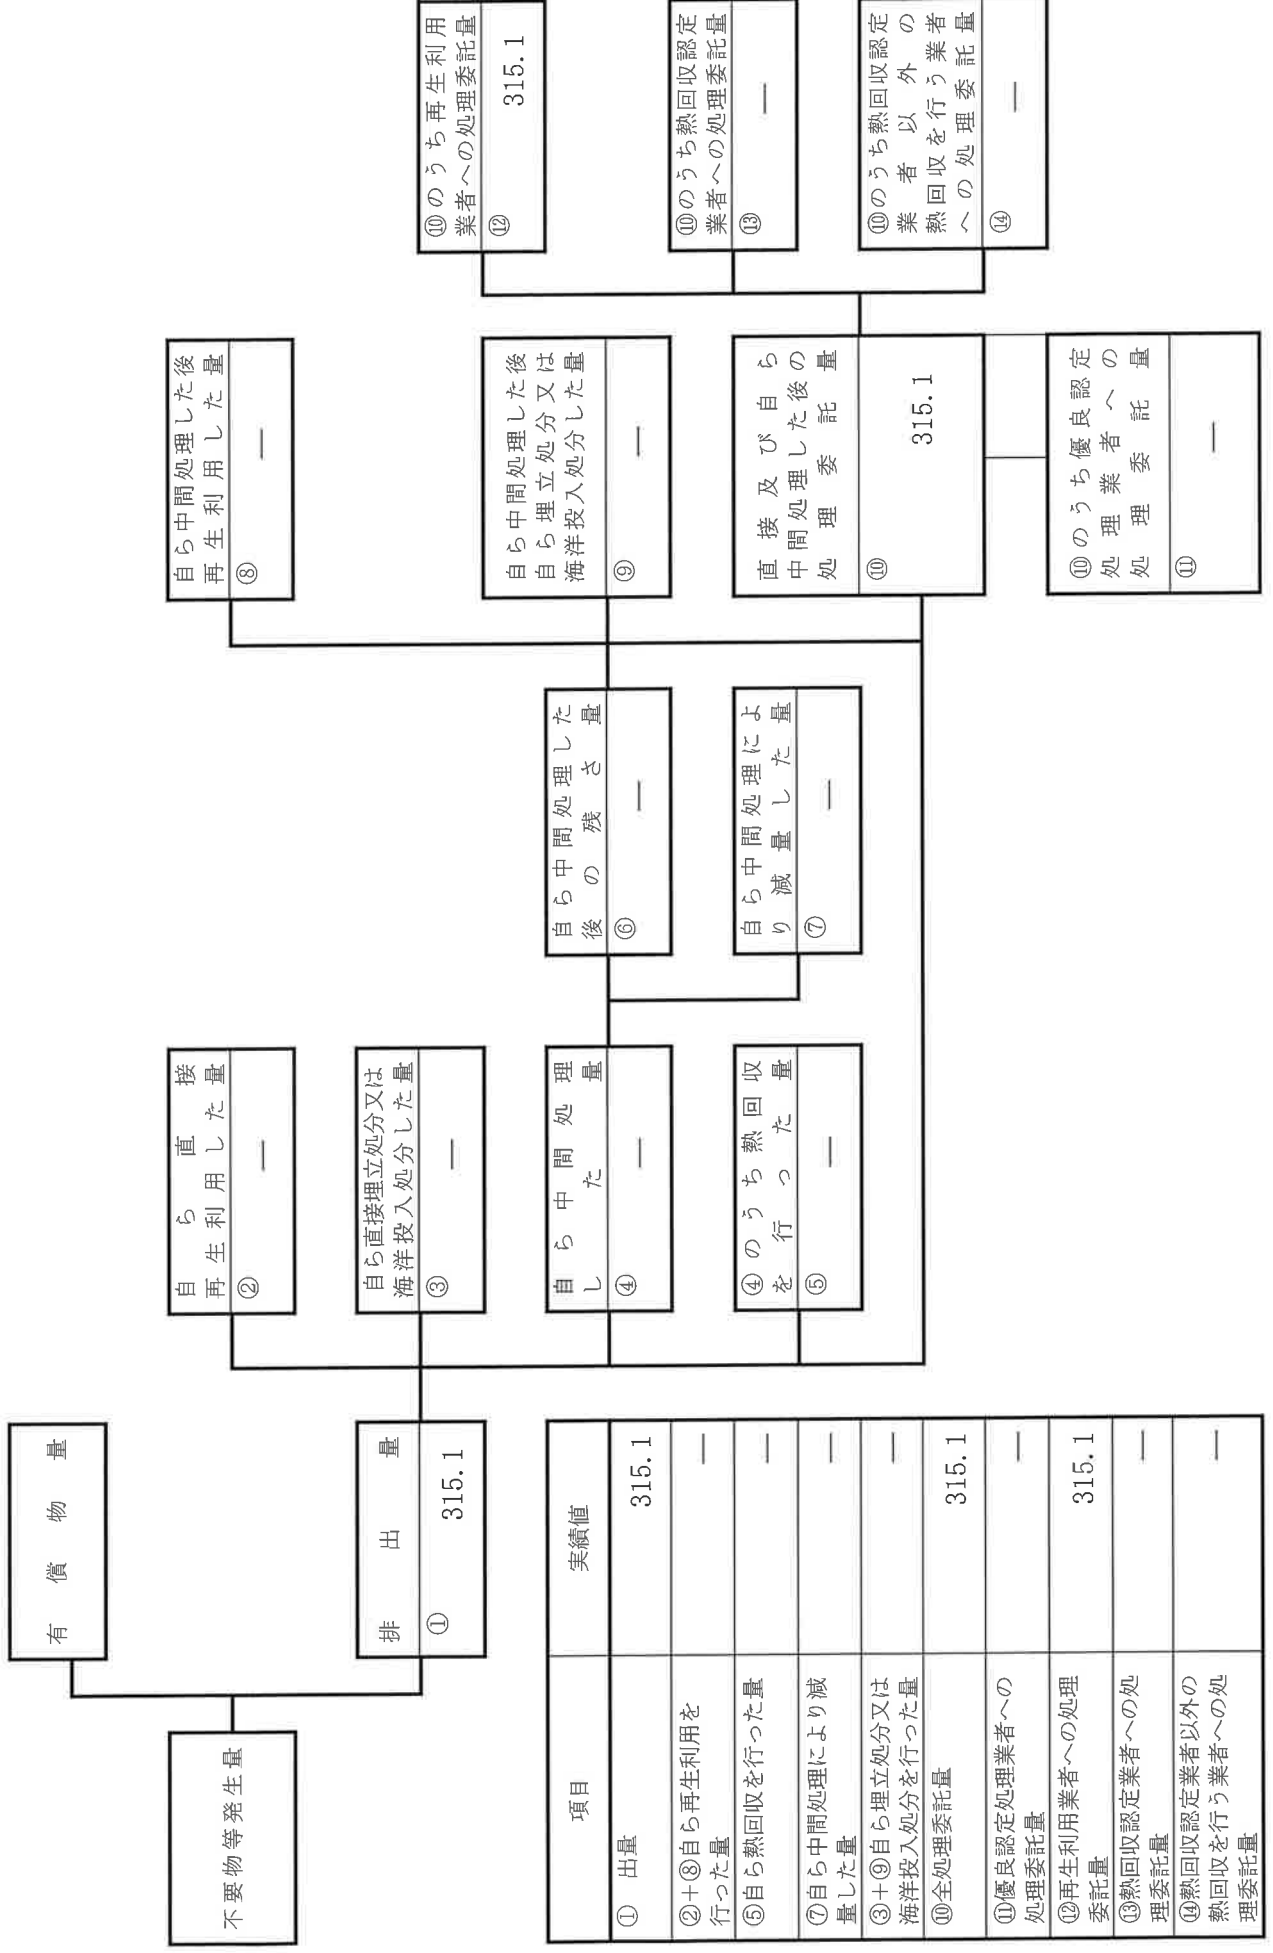 不要物等発生量
有償物量
排出量
① 315.1
自ら直接
再生利用した量
② ―
自ら直接埋立処分又は
海洋投入処分した量
③ ―
自ら中間処理
した量
④ ―
④のうち熱回収
を行った量
⑤ ―
自ら中間処理した
後の残さ量
⑥ ―
自ら中間処理によ
り減量した量
⑦ ―
自ら中間処理した後
再生利用した量
⑧ ―
自ら中間処理した後
自ら埋立処分又は
海洋投入処分した量
⑨ ―
直接及び自ら
中間処理した後の
処理委託量
⑩ 315.1
⑩のうち優良認定
処理業者への
処理委託量
⑪ ―
⑩のうち再生利用
業者への処理委託量
⑫ 315.1
⑩のうち熱回収認定
業者への処理委託量
⑬ ―
⑩のうち熱回収認定
業者以外の
熱回収を行う業者
への処理委託量
⑭ ―
項目 実績値
① 出量 315.1
②+⑧自ら再生利用を
行った量 ―
⑤自ら熱回収を行った量 ―
⑦自ら中間処理により減
量した量 ―
③+⑨自ら埋立処分又は
海洋投入処分を行った量 ―
⑩全処理委託量 315.1
⑪優良認定処理業者への
処理委託量 ―
⑫再生利用業者への処理
委託量 315.1
⑬熱回収認定業者への処
理委託量 ―
⑭熱回収認定業者以外の
熱回収を行う業者への処
理委託量 ―